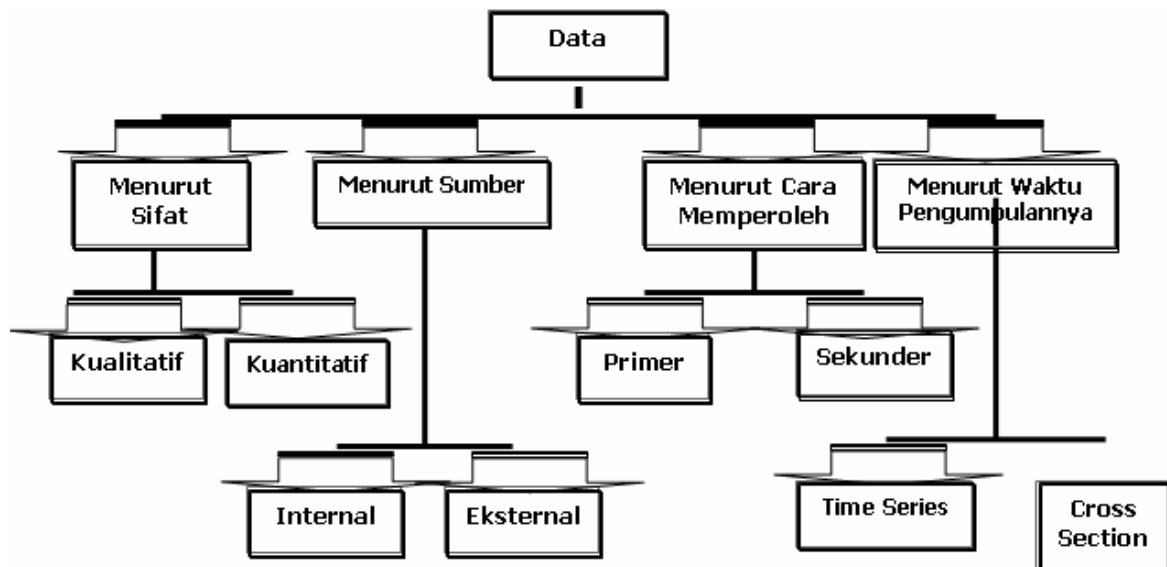 Data
Menurut
Sifat
Menurut Sumber
Menurut Cara
Memperoleh
Menurut Waktu
Pengumpulannya
Kualitatif
Kuantitatif
Primer
Sekunder
Internal
Eksternal
Time Series
Cross
Section